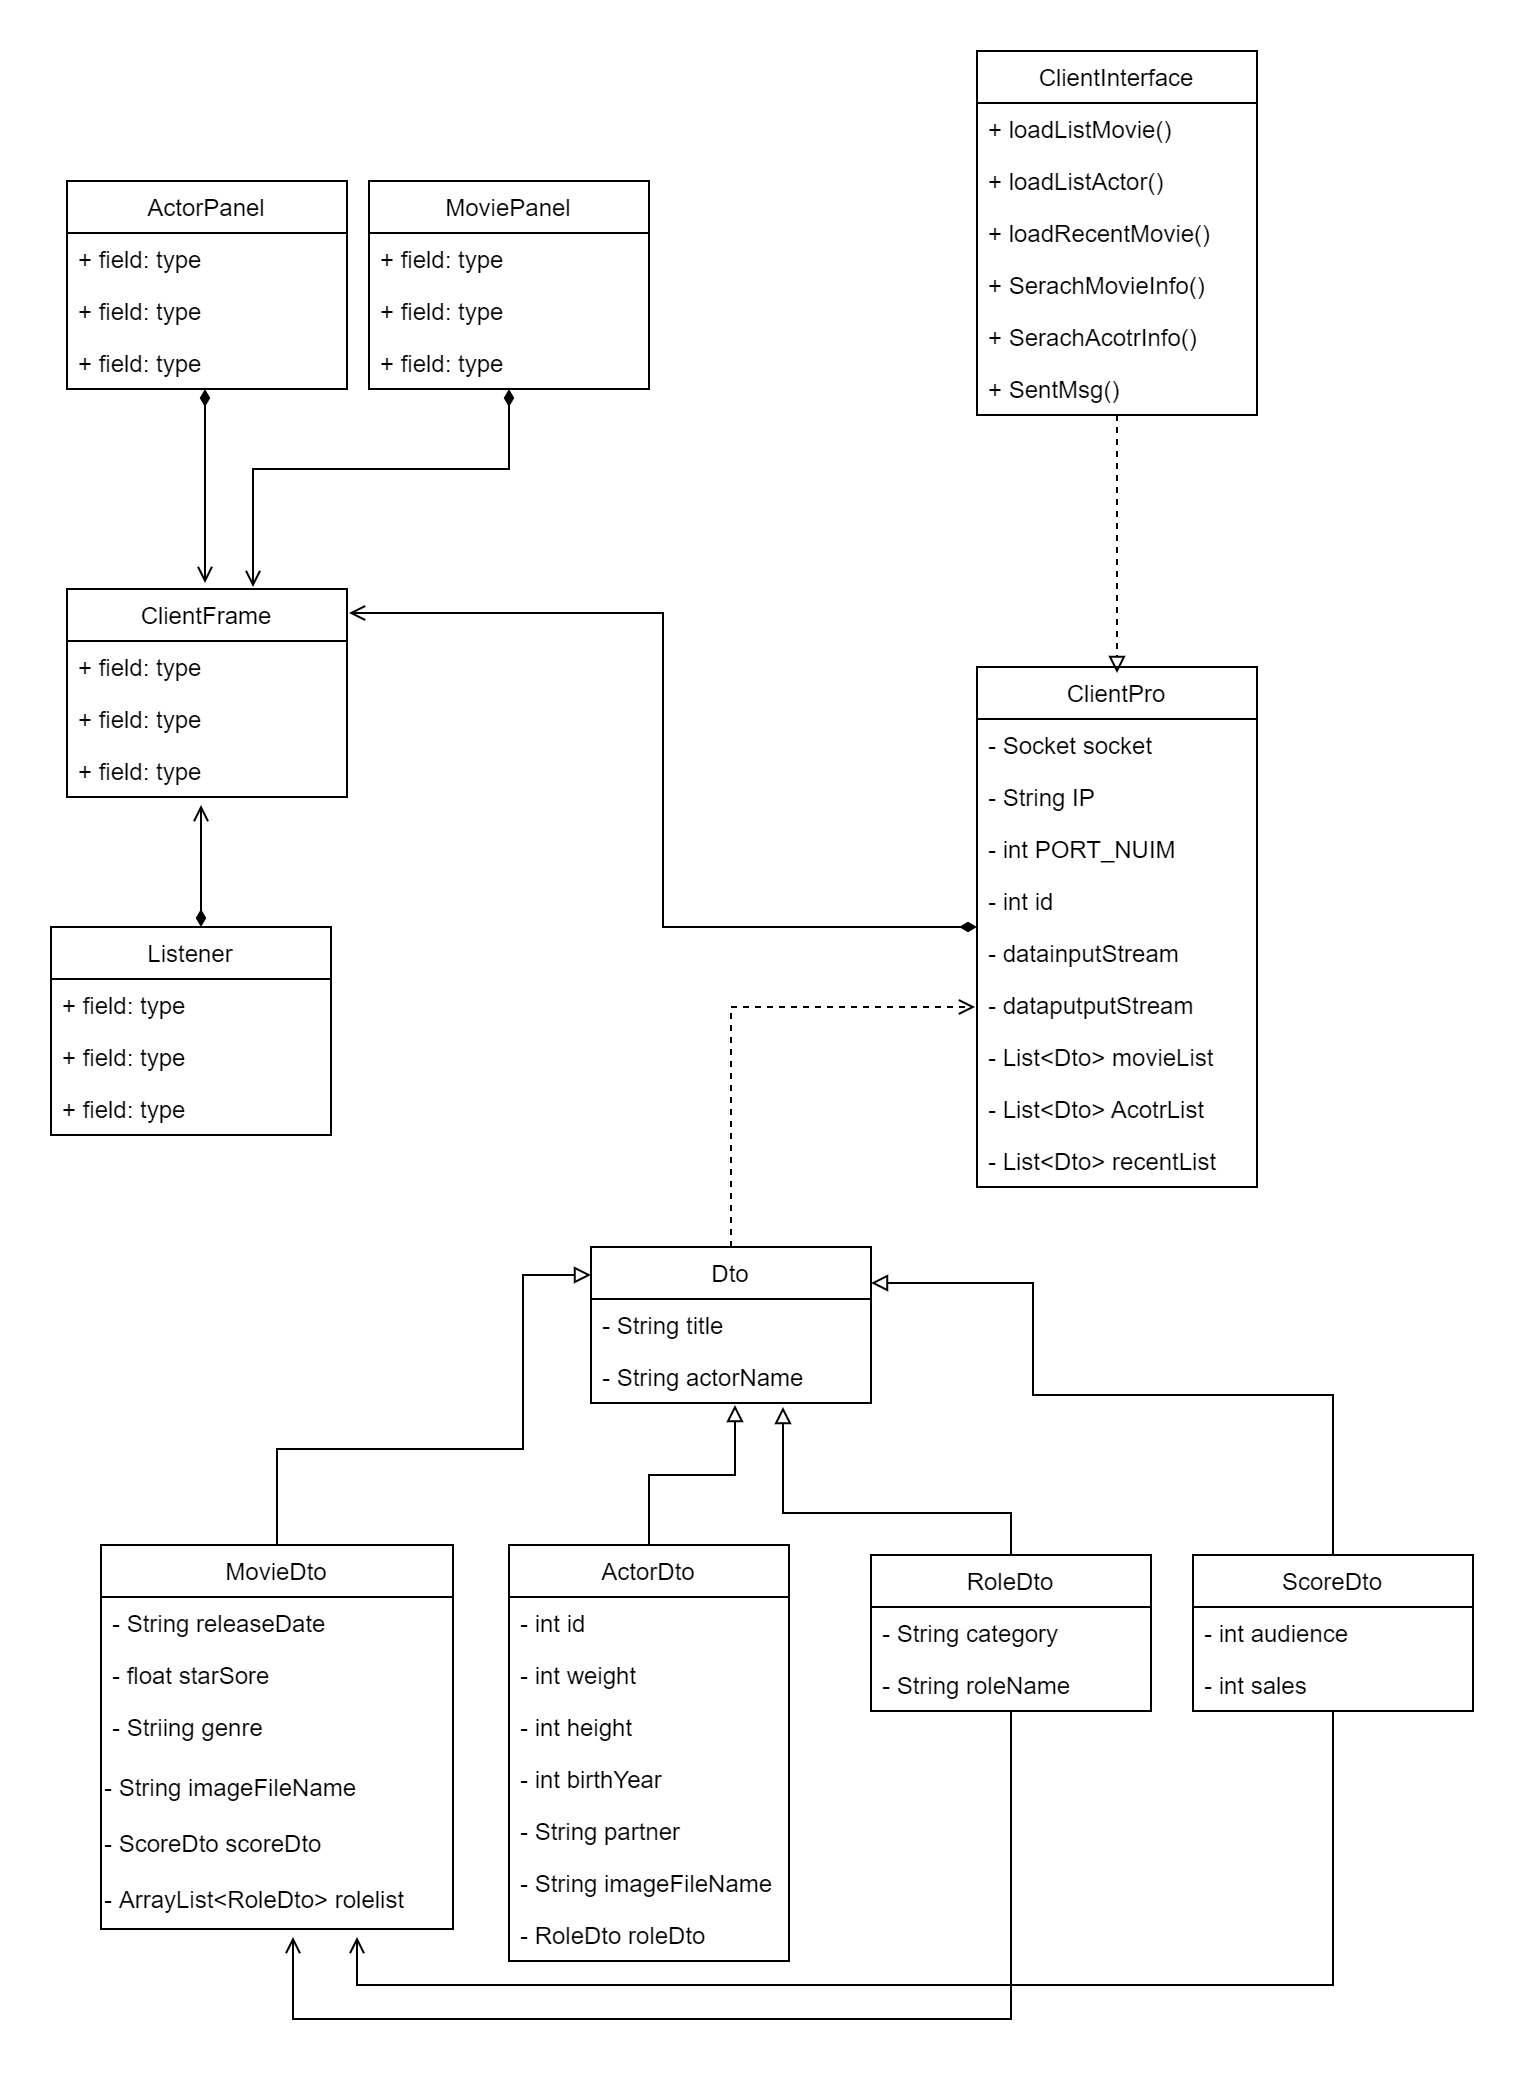 ClientInterface
+ loadListMovie()
+ loadListActor()
+ loadRecentMovie()
+ SerachMovieInfo()
+ SerachAcotrInfo()
+ SentMsg()
ActorPanel
+ field: type
+ field: type
+ field: type
MoviePanel
+ field: type
+ field: type
+ field: type
ClientFrame
+ field: type
+ field: type
+ field: type
ClientPro
- Socket socket
- String IP
- int PORT_NUIM
- int id
- datainputStream
- dataputputStream
- List<Dto> movieList
- List<Dto> AcotrList
- List<Dto> recentList
Listener
+ field: type
+ field: type
+ field: type
Dto
- String title
- String actorName
MovieDto
- String releaseDate
- float starSore
- Striing genre
- String imageFileName
- ScoreDto scoreDto
- ArrayList<RoleDto> rolelist
ActorDto
- int id
- int weight
- int height
- int birthYear
- String partner
- String imageFileName
- RoleDto roleDto
RoleDto
- String category
- String roleName
ScoreDto
- int audience
- int sales